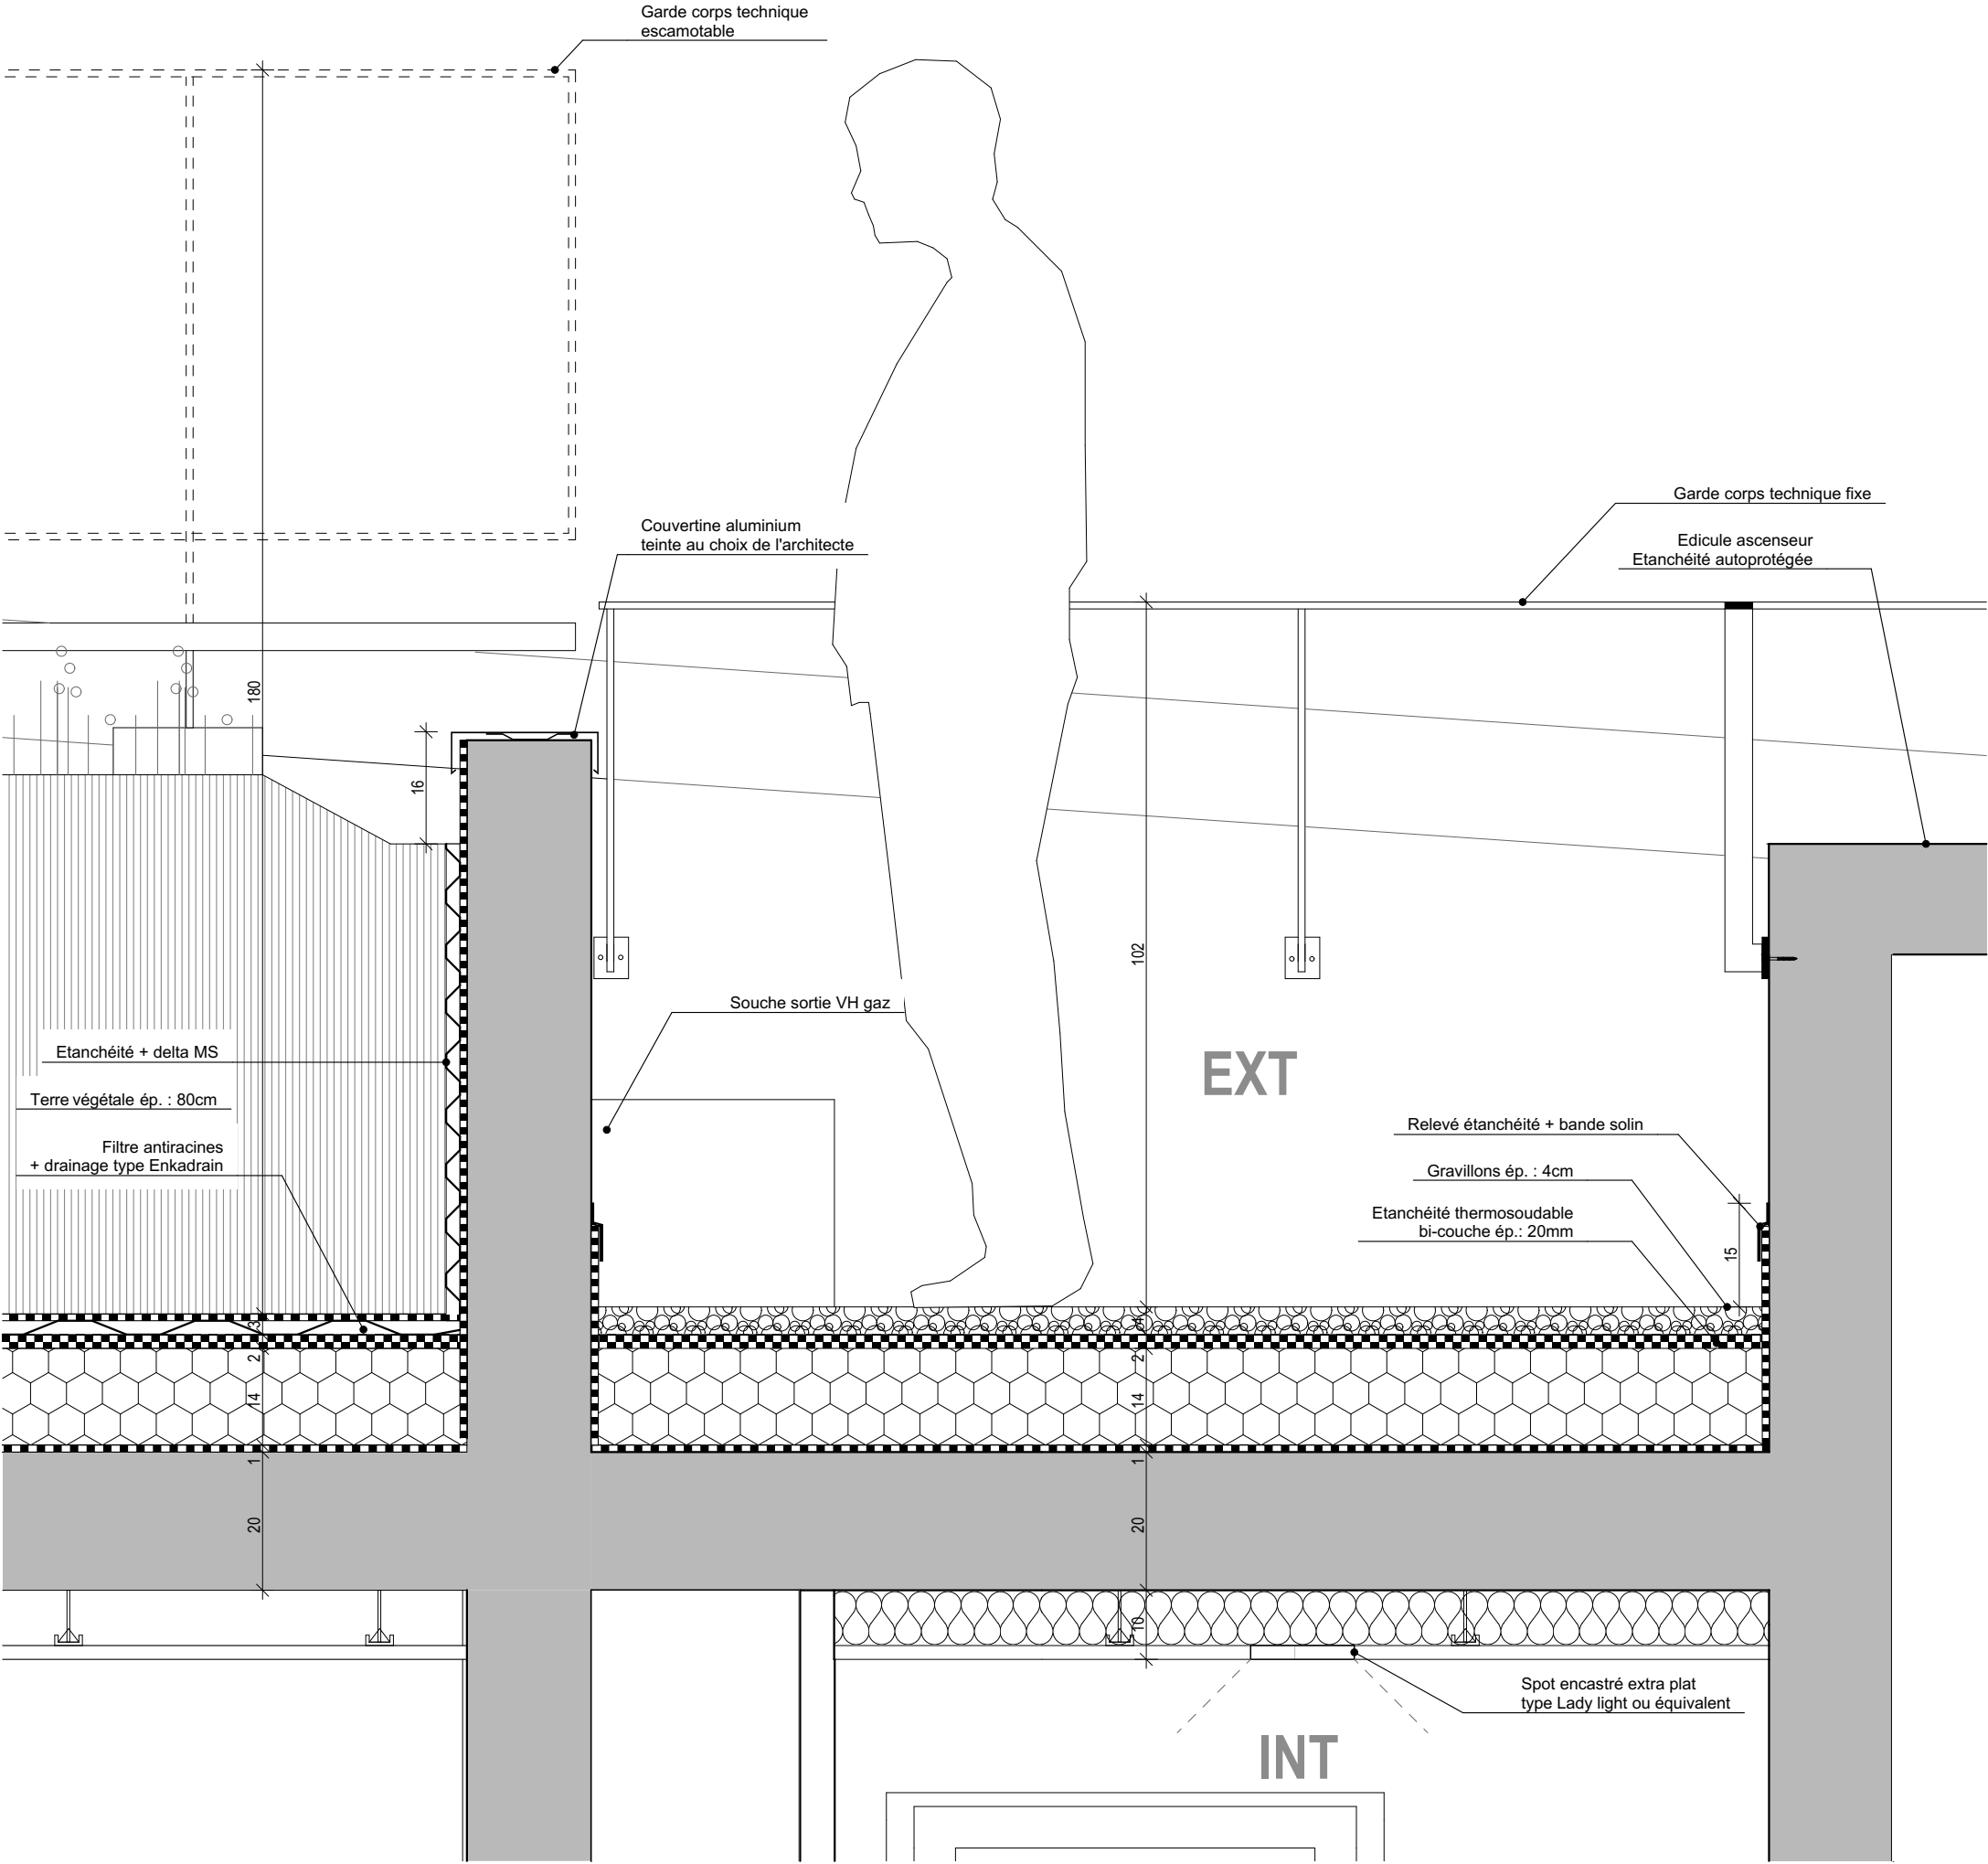 Garde corps technique
escamotable
Garde corps technique fixe
Couvertine aluminium
teinte au choix de l'architecte
Edicule ascenseur
Etanchéité autoprotégée
180
16
102
Souche sortie VH gaz
Etanchéité + delta MS
EXT
Terre végétale ép. : 80cm
Relevé étanchéité + bande solin
Filtre antiracines
+ drainage type Enkadrain
Gravillons ép. : 4cm
Etanchéité thermosoudable
bi-couche ép.: 20mm
15
3
4
2
2
14
14
1
1
20
20
10
Spot encastré extra plat
type Lady light ou équivalent
INT